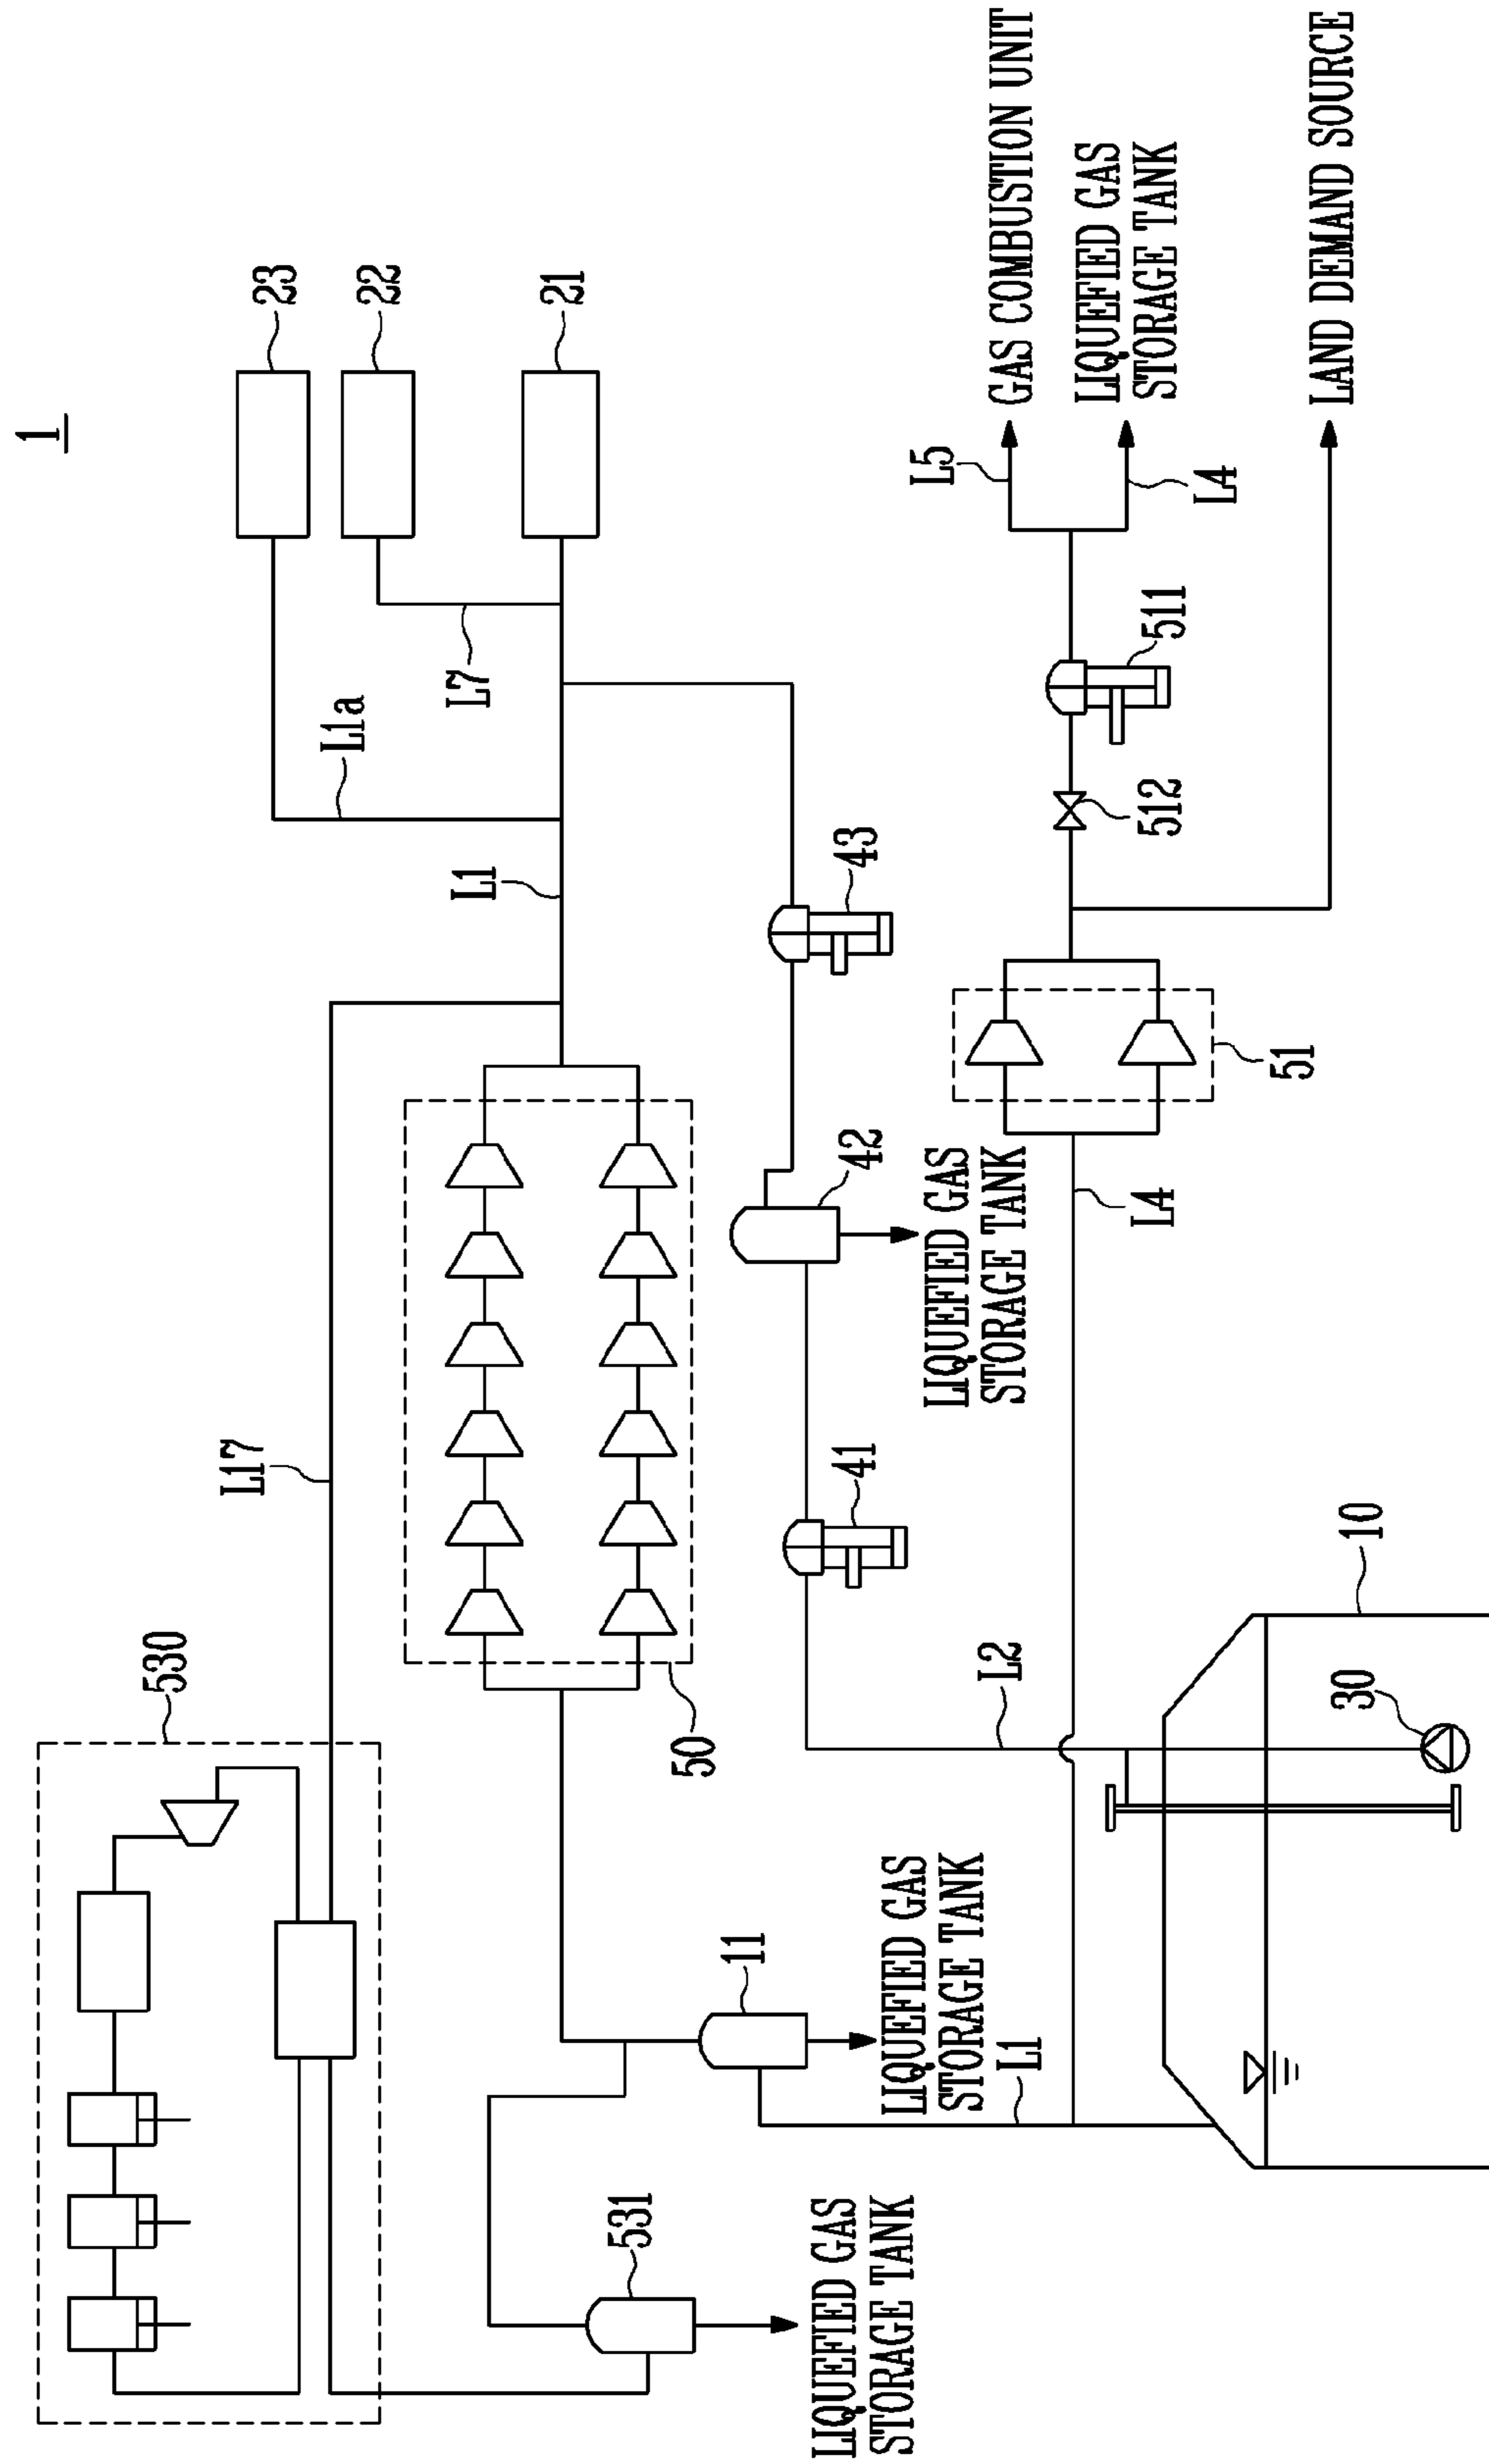 1
530
L17
L1a
23
L7
22
50
L1
21
531
LIQUEFIED GAS
STORAGE TANK
11
LIQUEFIED GAS
STORAGE TANK
41
42
LIQUEFIED GAS
STORAGE TANK
43
L1
L2
L4
51
512
511
L5
L4
GAS COMBUSTION UNIT
LIQUEFIED GAS
STORAGE TANK
LAND DEMAND SOURCE
30
10